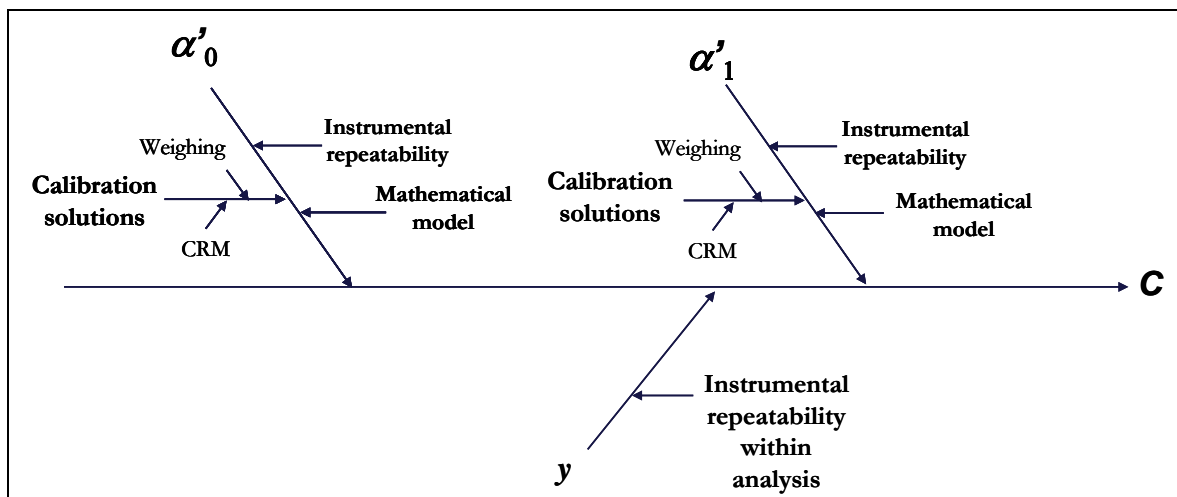 α’0
α’1
Weighing
Instrumental
repeatability
Calibration
solutions
Mathematical
model
CRM
Weighing
Instrumental
repeatability
Calibration
solutions
Mathematical
model
CRM
C
Instrumental
repeatability
within
analysis
y